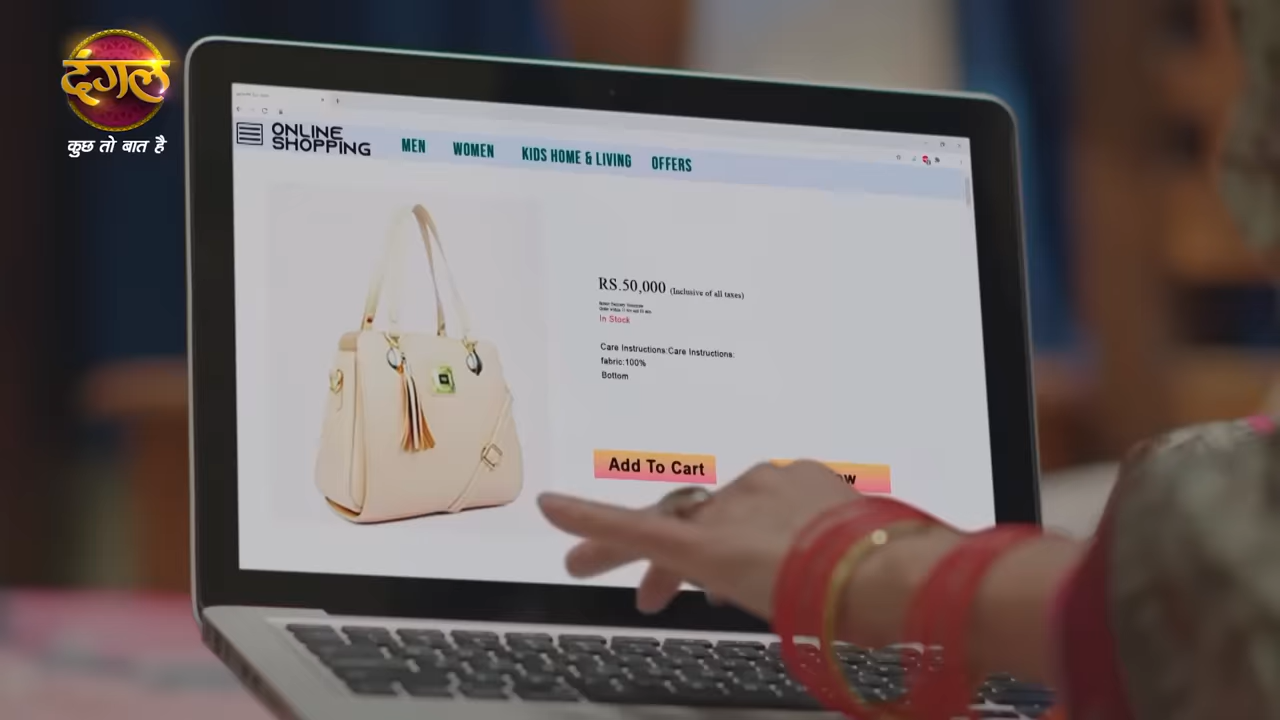 दंगल
कुछ तो बात है
ONLINE
SHOPPING
MEN WOMEN KIDS HOME & LIVING OFFERS
RS.50,000 (Inclusive of all taxes)
In Stock
Care Instructions:Care Instructions:
fabric:100%
Bottom
Add To Cart